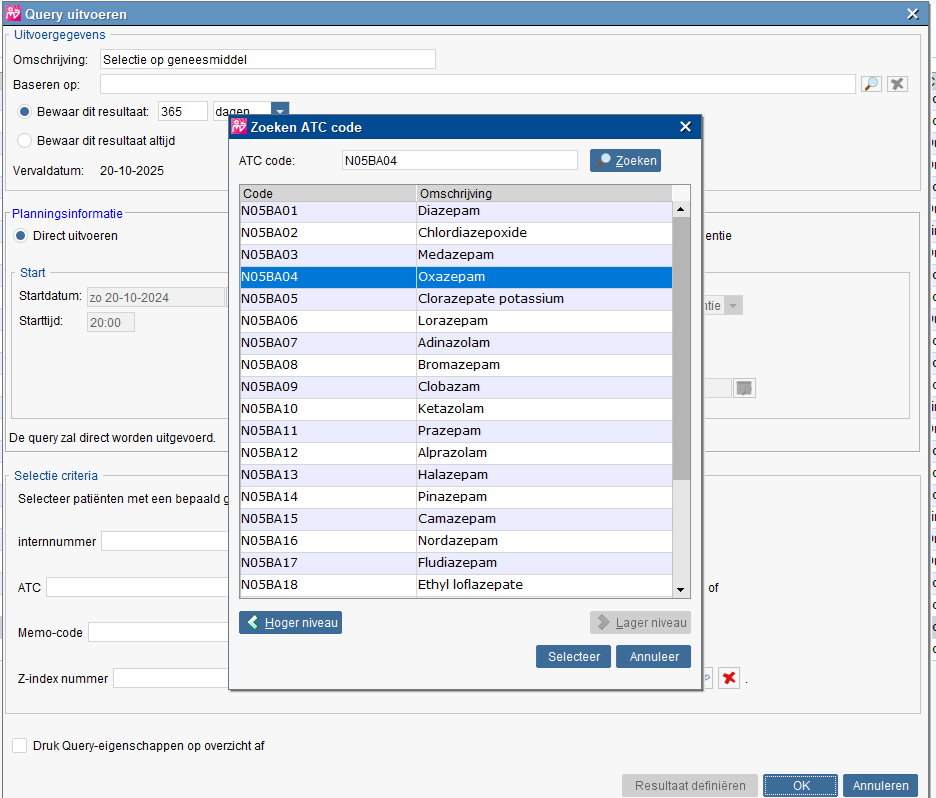 Query uitvoeren
Uitvoergegevens
Omschrijving: Selectie op geneesmiddel
Baseren op:
Bewaar dit resultaat: 365 dagen
Bewaar dit resultaat altijd
Vervaldatum: 20-10-2025
Planningsinformatie
Direct uitvoeren
entie
Start
Startdatum: zo 20-10-2024
ntie
Starttijd: 20:00
De query zal direct worden uitgevoerd.
Selectie criteria
Selecteer patiënten met een bepaald g
internnummer
ATC
of
Memo-code
Z-index nummer
.
Druk Query-eigenschappen op overzicht af
Resultaat definiëren OK Annuleren
Zoeken ATC code
ATC code: N05BA04 Zoeken
Code Omschrijving
N05BA01 Diazepam
N05BA02 Chlordiazepoxide
N05BA03 Medazepam
N05BA04 Oxazepam
N05BA05 Clorazepate potassium
N05BA06 Lorazepam
N05BA07 Adinazolam
N05BA08 Bromazepam
N05BA09 Clobazam
N05BA10 Ketazolam
N05BA11 Prazepam
N05BA12 Alprazolam
N05BA13 Halazepam
N05BA14 Pinazepam
N05BA15 Camazepam
N05BA16 Nordazepam
N05BA17 Fludiazepam
N05BA18 Ethyl loflazepate
Hoger niveau Lager niveau
Selecteer Annuleer